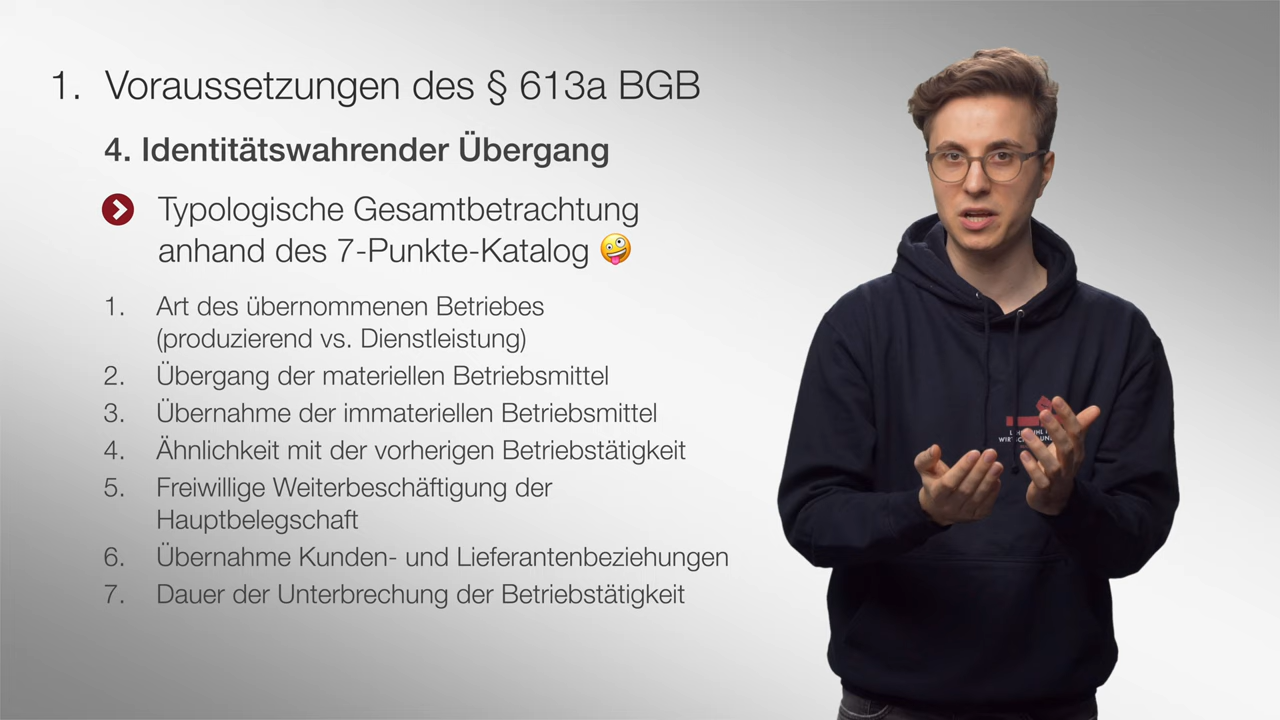 1. Voraussetzungen des § 613a BGB
4. Identitätswahrender Übergang
Typologische Gesamtbetrachtung
anhand des 7-Punkte-Katalog 🤪
1. Art des übernommenen Betriebes
(produzierend vs. Dienstleistung)
2. Übergang der materiellen Betriebsmittel
3. Übernahme der immateriellen Betriebsmittel
4. Ähnlichkeit mit der vorherigen Betriebstätigkeit
5. Freiwillige Weiterbeschäftigung der
Hauptbelegschaft
6. Übernahme Kunden- und Lieferantenbeziehungen
7. Dauer der Unterbrechung der Betriebstätigkeit